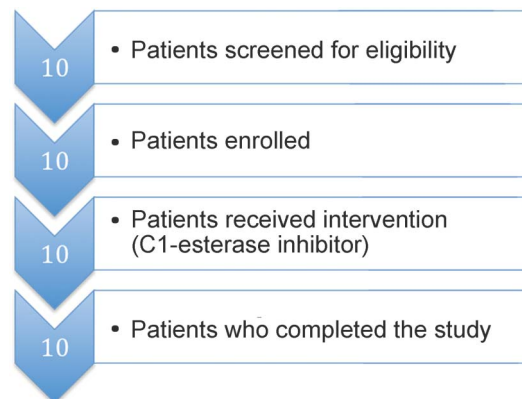 10
• Patients screened for eligibility
10
• Patients enrolled
10
• Patients received intervention
(C1-esterase inhibitor)
10
• Patients who completed the study